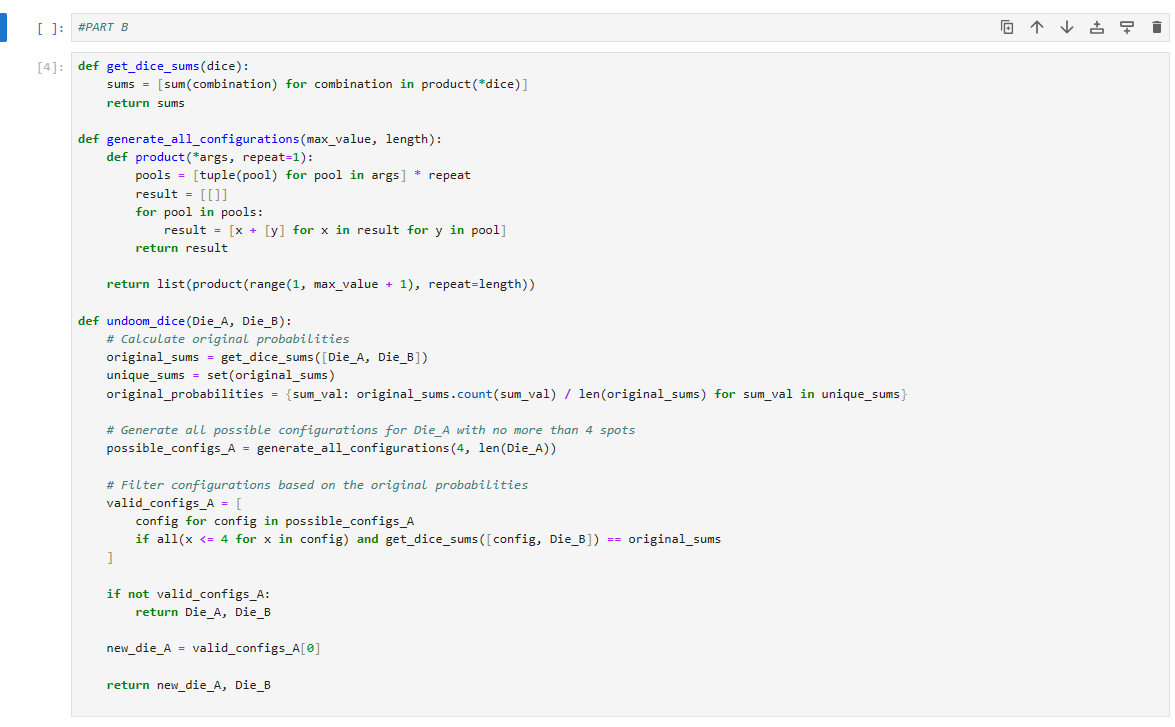 [ ]: #PART B
[4]: def get_dice_sums(dice):
    sums = [sum(combination) for combination in product(*dice)]
    return sums

def generate_all_configurations(max_value, length):
    def product(*args, repeat=1):
        pools = [tuple(pool) for pool in args] * repeat
        result = [[]]
        for pool in pools:
            result = [x + [y] for x in result for y in pool]
        return result

    return list(product(range(1, max_value + 1), repeat=length))

def undoom_dice(Die_A, Die_B):
    # Calculate original probabilities
    original_sums = get_dice_sums([Die_A, Die_B])
    unique_sums = set(original_sums)
    original_probabilities = {sum_val: original_sums.count(sum_val) / len(original_sums) for sum_val in unique_sums}

    # Generate all possible configurations for Die_A with no more than 4 spots
    possible_configs_A = generate_all_configurations(4, len(Die_A))

    # Filter configurations based on the original probabilities
    valid_configs_A = [
        config for config in possible_configs_A
        if all(x <= 4 for x in config) and get_dice_sums([config, Die_B]) == original_sums
    ]

    if not valid_configs_A:
        return Die_A, Die_B

    new_die_A = valid_configs_A[0]

    return new_die_A, Die_B